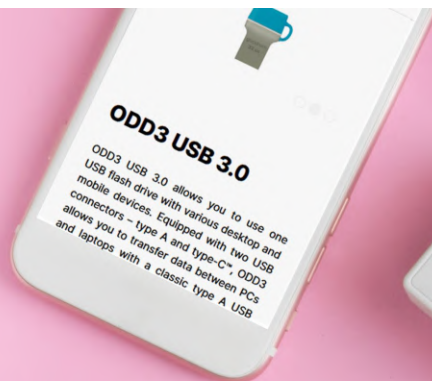 ODD3 USB 3.0
ODD3 USB 3.0 allows you to use one
USB flash drive with various desktop and
mobile devices. Equipped with two USB
connectors – type A and type-C™, ODD3
allows you to transfer data between PCs
and laptops with a classic type A USB